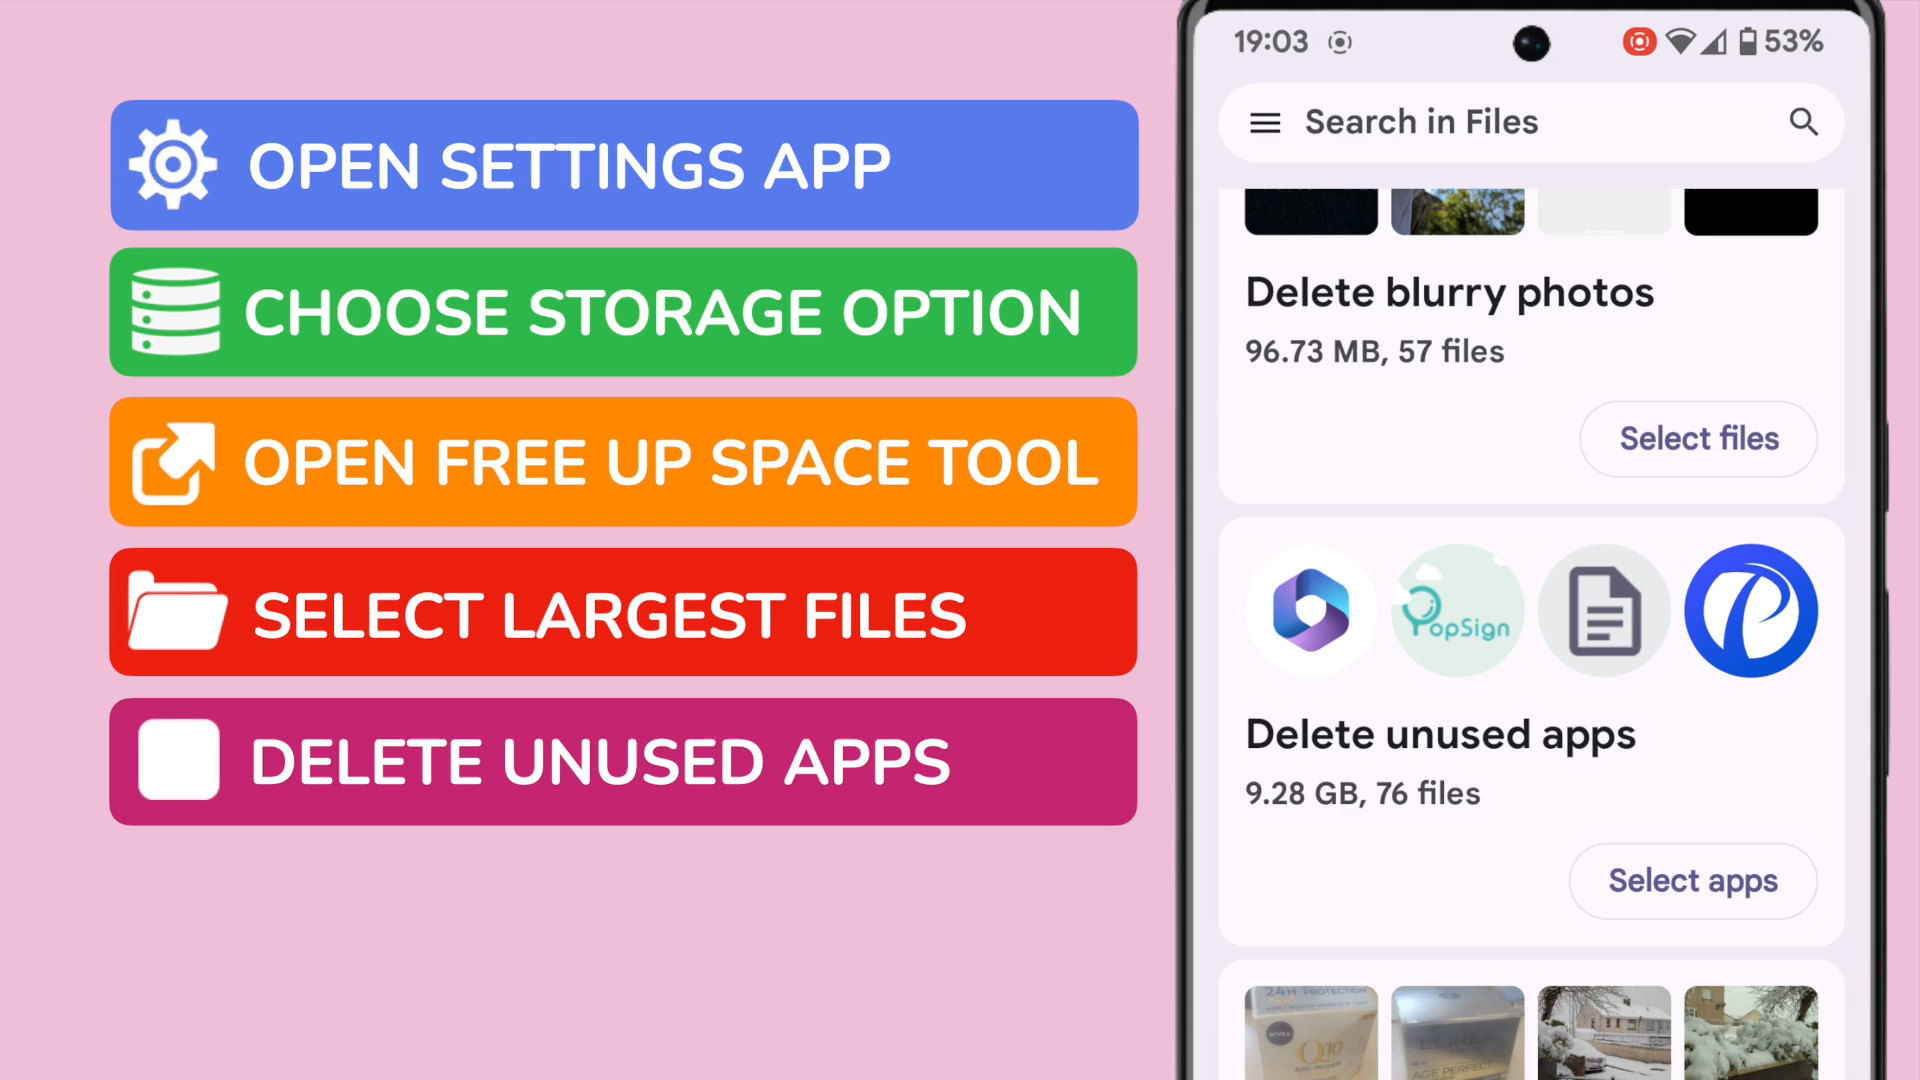 OPEN SETTINGS APP
CHOOSE STORAGE OPTION
OPEN FREE UP SPACE TOOL
SELECT LARGEST FILES
DELETE UNUSED APPS
19:03
53%
Search in Files
Delete blurry photos
96.73 MB, 57 files
Select files
PopSign
Delete unused apps
9.28 GB, 76 files
Select apps
24H PROTECTION
NIVEA
Q10
ANTI-WRINKLE
L'OREAL
AGE PERFECT